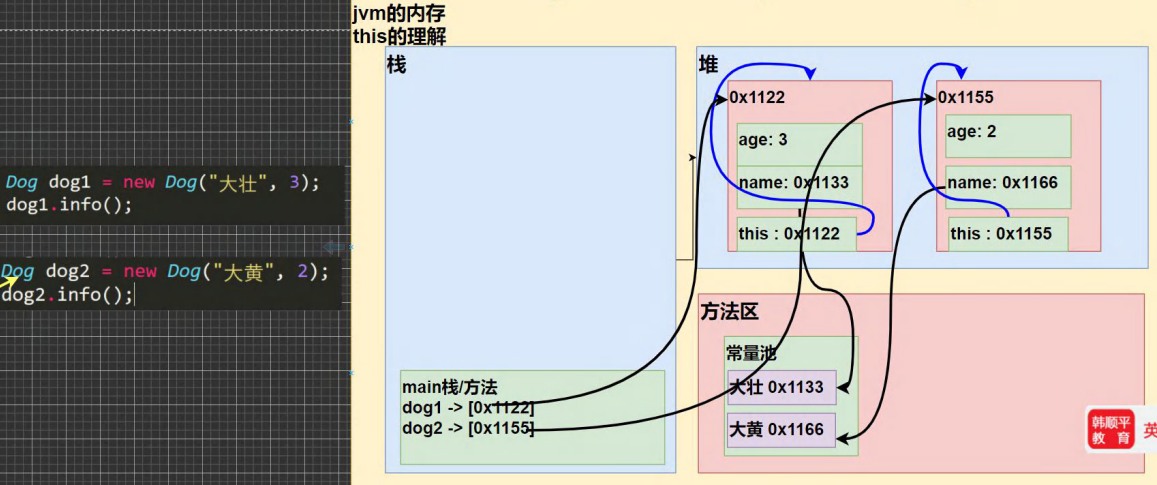 Dog dog1 = new Dog("大壮", 3);
dog1.info();
Dog dog2 = new Dog("大黄", 2);
dog2.info();
jvm的内存
this的理解
栈
main栈/方法
dog1 -> [0x1122]
dog2 -> [0x1155]
堆
0x1122
age: 3
name: 0x1133
this : 0x1122
0x1155
age: 2
name: 0x1166
this : 0x1155
方法区
常量池
大壮 0x1133
大黄 0x1166
韩顺平
教 育
英